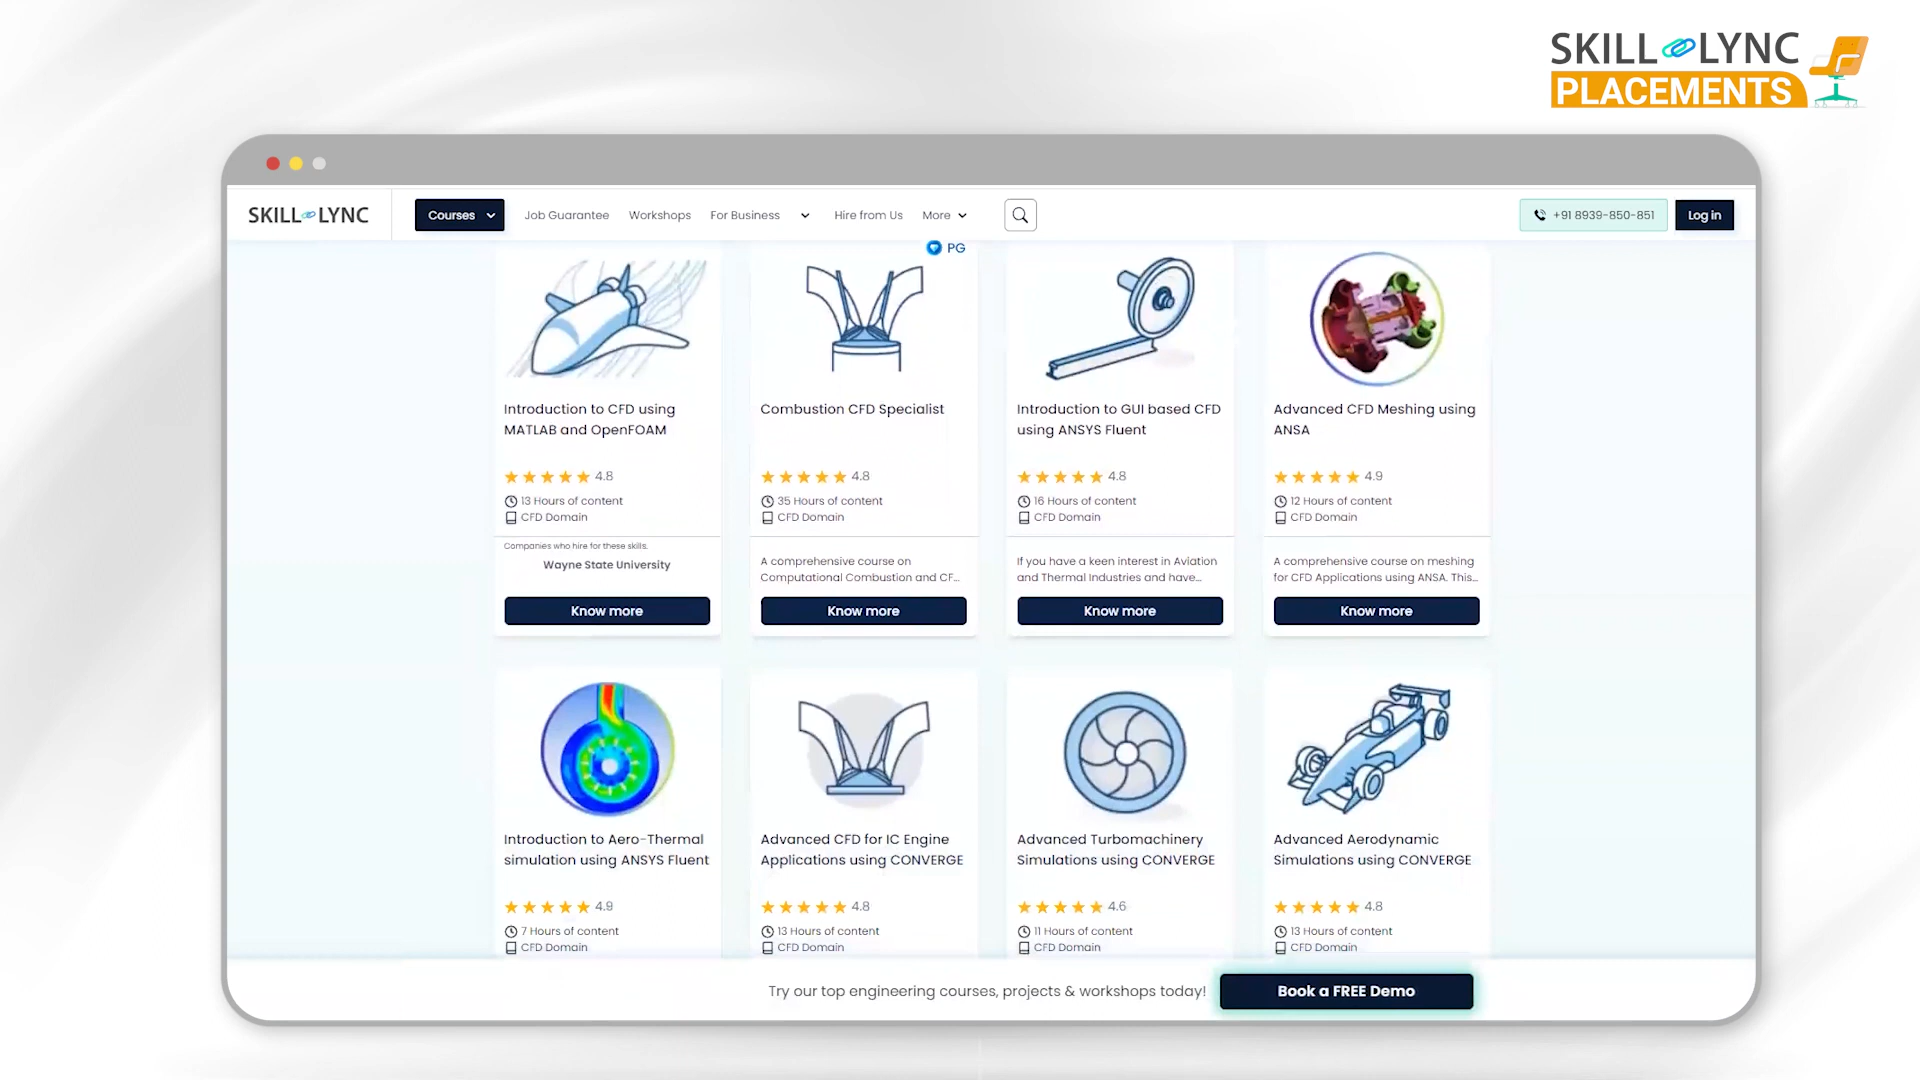 SKILL LYNC
PLACEMENTS
SKILL LYNC
Courses
Job Guarantee
Workshops
For Business
Hire from Us
More
+91 8939-850-851
Log in
PG
Introduction to CFD using
MATLAB and OpenFOAM
4.8
13 Hours of content
CFD Domain
Companies who hire for these skills.
Wayne State University
Know more
Combustion CFD Specialist
4.8
35 Hours of content
CFD Domain
A comprehensive course on
Computational Combustion and CF...
Know more
Introduction to GUI based CFD
using ANSYS Fluent
4.8
16 Hours of content
CFD Domain
If you have a keen interest in Aviation
and Thermal Industries and have...
Know more
Advanced CFD Meshing using
ANSA
4.9
12 Hours of content
CFD Domain
A comprehensive course on meshing
for CFD Applications using ANSA. This...
Know more
Introduction to Aero-Thermal
simulation using ANSYS Fluent
4.9
7 Hours of content
CFD Domain
Advanced CFD for IC Engine
Applications using CONVERGE
4.8
13 Hours of content
CFD Domain
Advanced Turbomachinery
Simulations using CONVERGE
4.6
11 Hours of content
CFD Domain
Advanced Aerodynamic
Simulations using CONVERGE
4.8
13 Hours of content
CFD Domain
Try our top engineering courses, projects & workshops today!
Book a FREE Demo